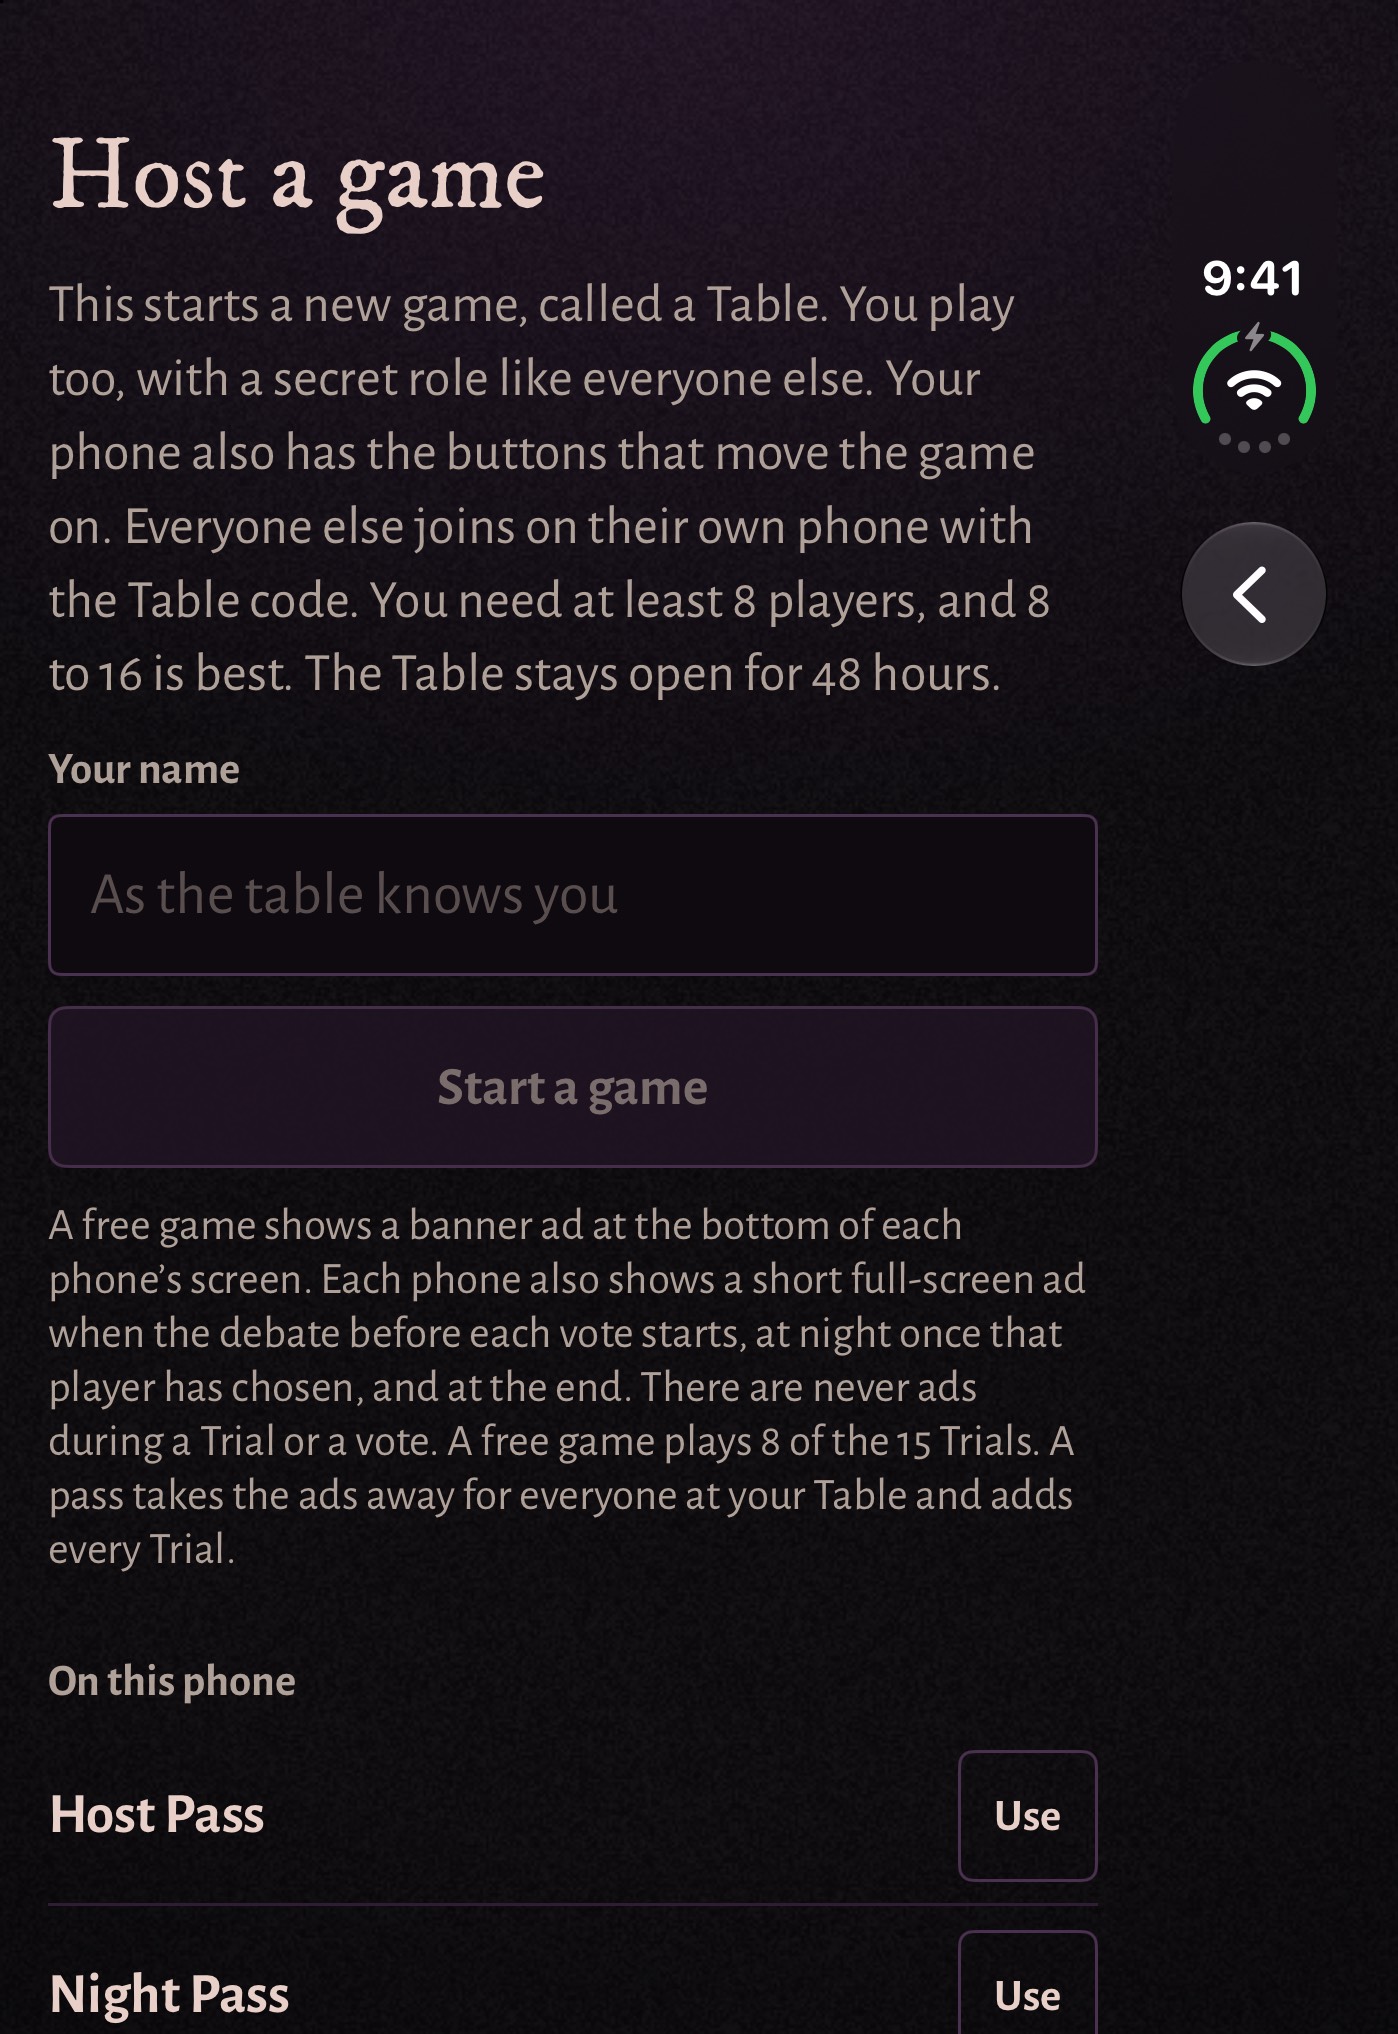 Host a game
This starts a new game, called a Table. You play
too, with a secret role like everyone else. Your
phone also has the buttons that move the game
on. Everyone else joins on their own phone with
the Table code. You need at least 8 players, and 8
to 16 is best. The Table stays open for 48 hours.
9:41
Your name
As the table knows you
Start a game
A free game shows a banner ad at the bottom of each
phone’s screen. Each phone also shows a short full-screen ad
when the debate before each vote starts, at night once that
player has chosen, and at the end. There are never ads
during a Trial or a vote. A free game plays 8 of the 15 Trials. A
pass takes the ads away for everyone at your Table and adds
every Trial.
On this phone
Host Pass
Use
Night Pass
Use